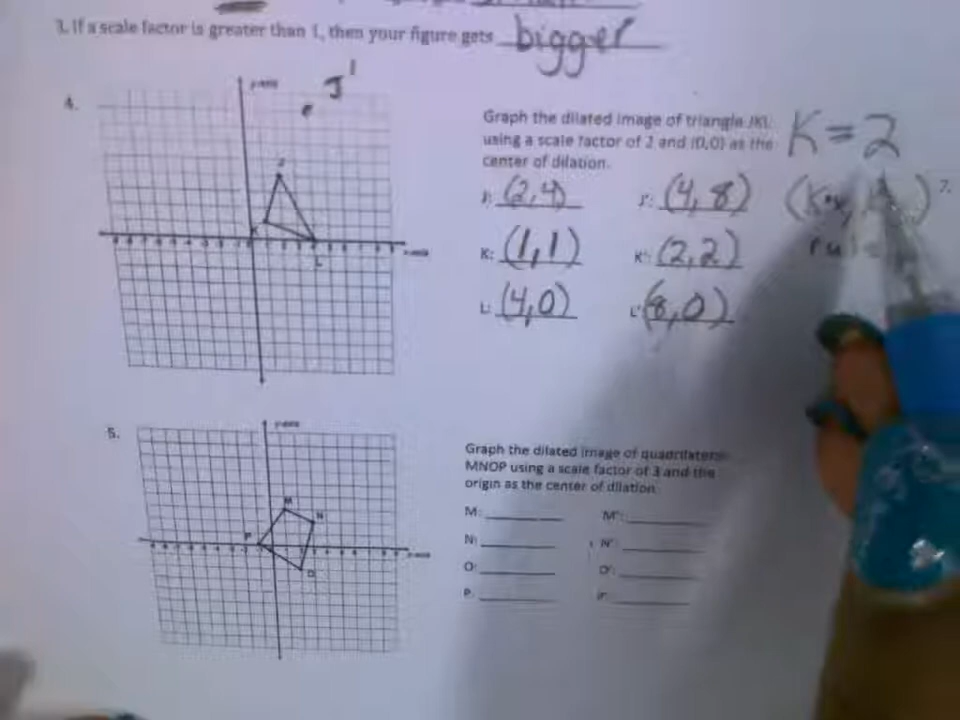 3. If a scale factor is greater than 1, then your figure gets bigger
4.
y-axis
J'
J
K
L
x-axis
Graph the dilated image of triangle JKL
using a scale factor of 2 and (0,0) as the
center of dilation.
K=2
J: (2,4) J': (4,8)
K: (1,1) K': (2,2)
L: (4,0) L': (8,0)
7.
5.
y-axis
M
N
P
O
x-axis
Graph the dilated image of quadrilateral
MNOP using a scale factor of 3 and the
origin as the center of dilation.
M: M':
N: N':
O: O':
P: P':